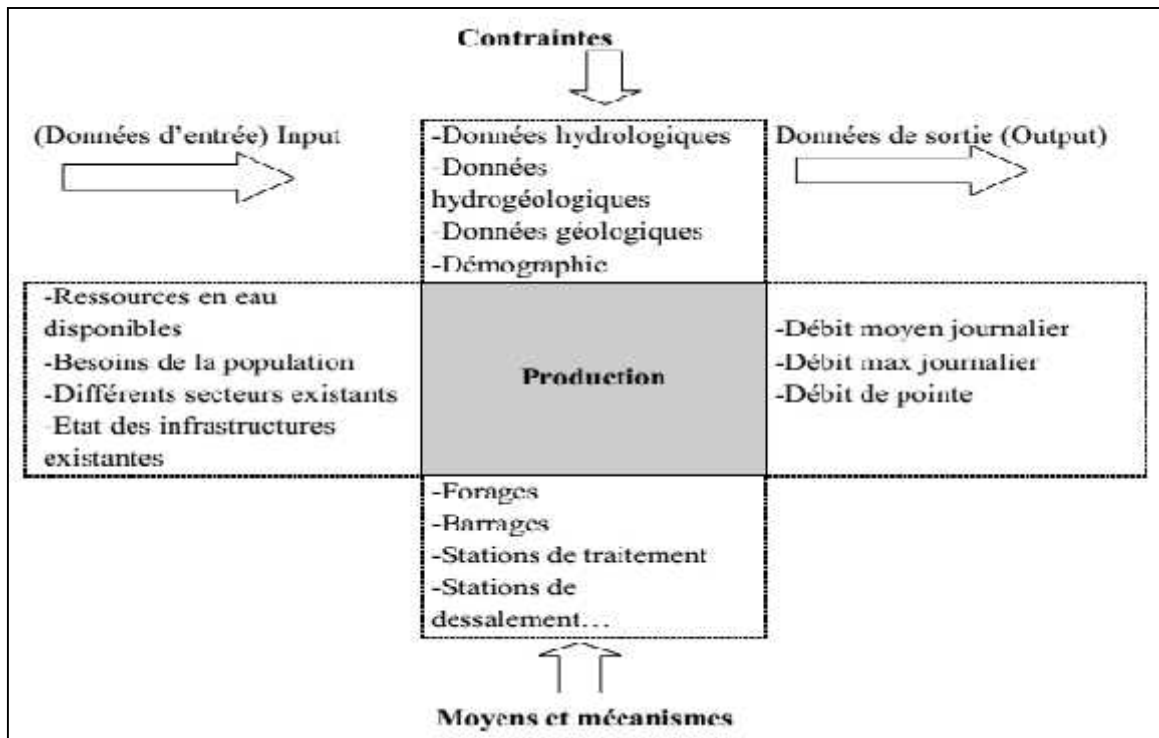 Contraintes
(Données d'entrée) Input
-Données hydrologiques
-Données
hydrogéologiques
-Données géologiques
-Démographie
Données de sortie (Output)
-Ressources en eau
disponibles
-Besoins de la population
-Différents secteurs existants
-Etat des infrastructures
existantes
Production
-Débit moyen journalier
-Débit max journalier
-Débit de pointe
-Forages
-Barrages
-Stations de traitement
-Stations de
dessalement…
Moyens et mécanismes